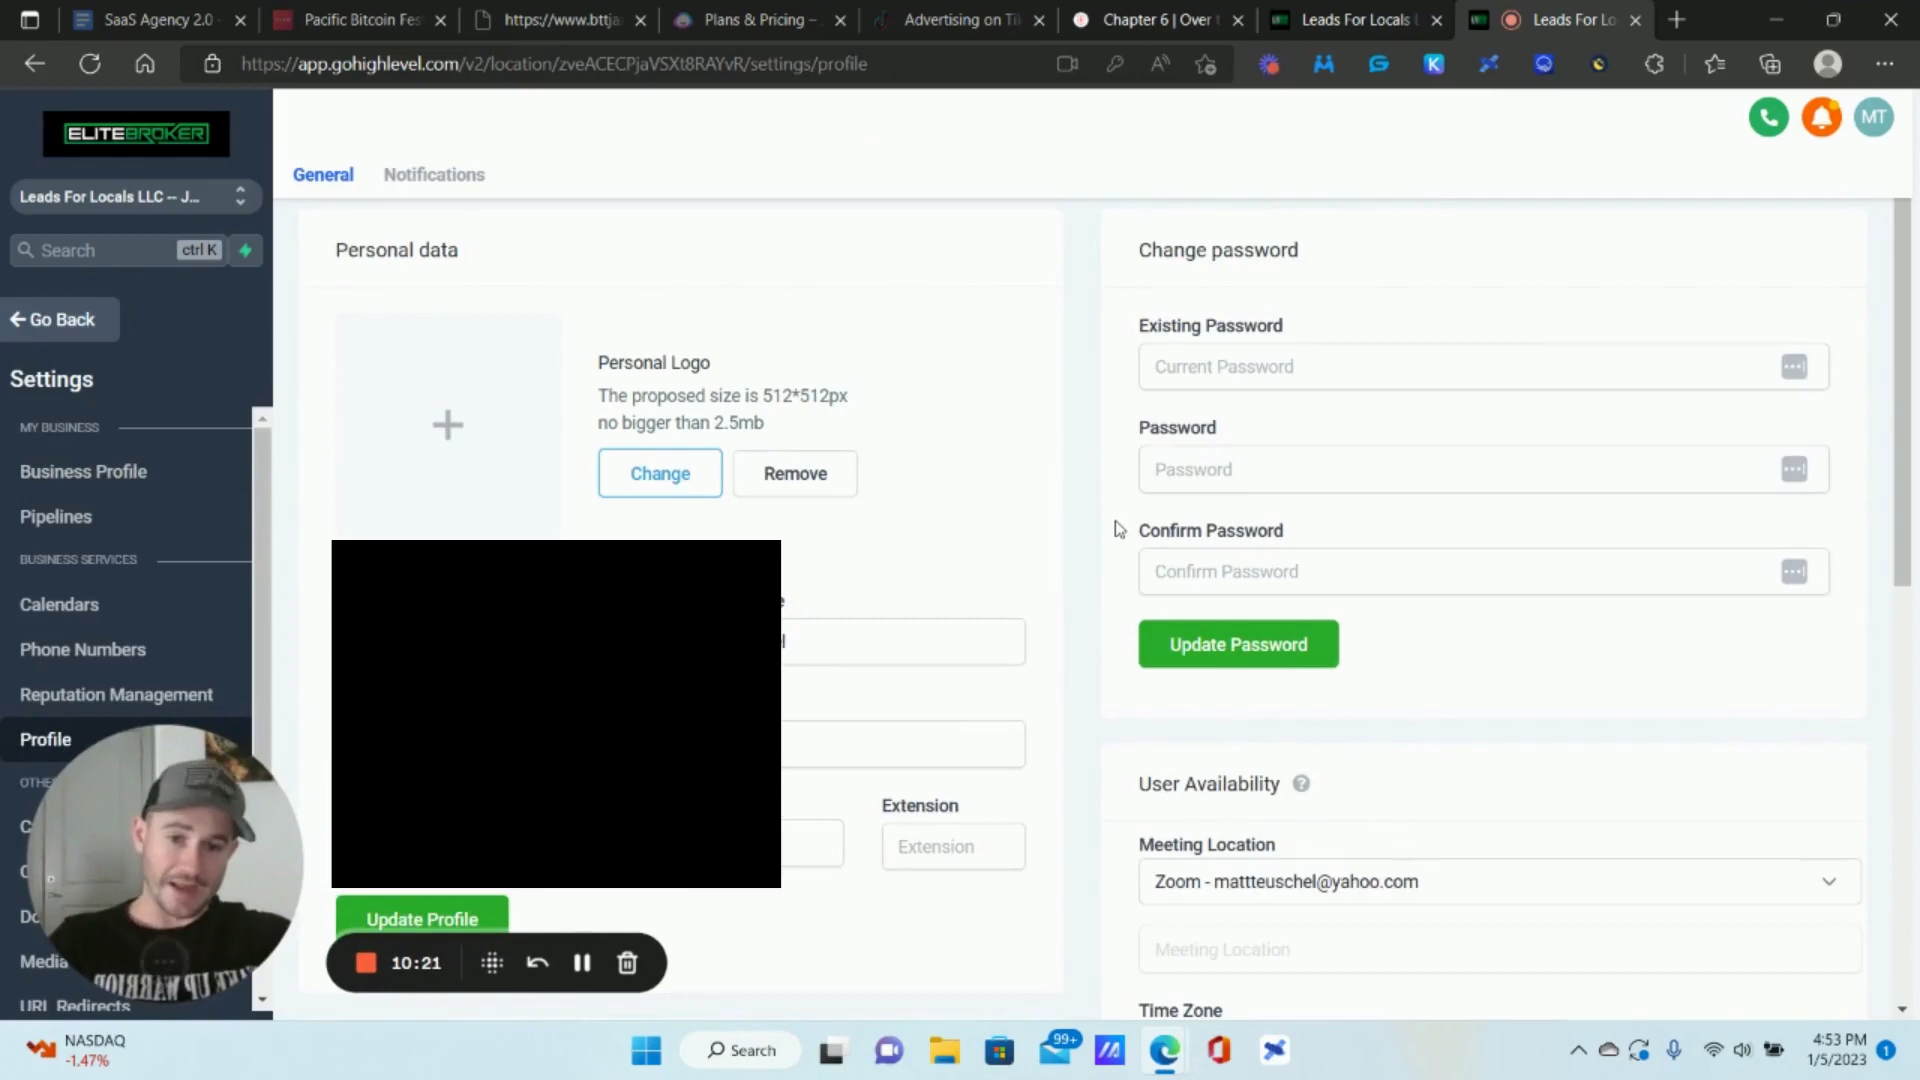 SaaS Agency 2.0
Pacific Bitcoin Fes
https://www.bttja
Plans & Pricing –
Advertising on Ti
Chapter 6 | Over
Leads For Locals
Leads For Lo
https://app.gohighlevel.com/v2/location/zveACECPjaVSXt8RAYvR/settings/profile
ELITEBROKER
MT
General
Notifications
Leads For Locals LLC -- J...
Search
ctrl K
Go Back
Settings
MY BUSINESS
Business Profile
Pipelines
BUSINESS SERVICES
Calendars
Phone Numbers
Reputation Management
Profile
OTHE
C
Do
Media
URL Redirects
Personal data
Personal Logo
The proposed size is 512*512px
no bigger than 2.5mb
Change
Remove
Extension
Extension
Update Profile
10:21
Change password
Existing Password
Current Password
Password
Password
Confirm Password
Confirm Password
Update Password
User Availability
Meeting Location
Zoom - mattteuschel@yahoo.com
Meeting Location
Time Zone
NASDAQ
-1.47%
Search
99+
4:53 PM
1/5/2023
1